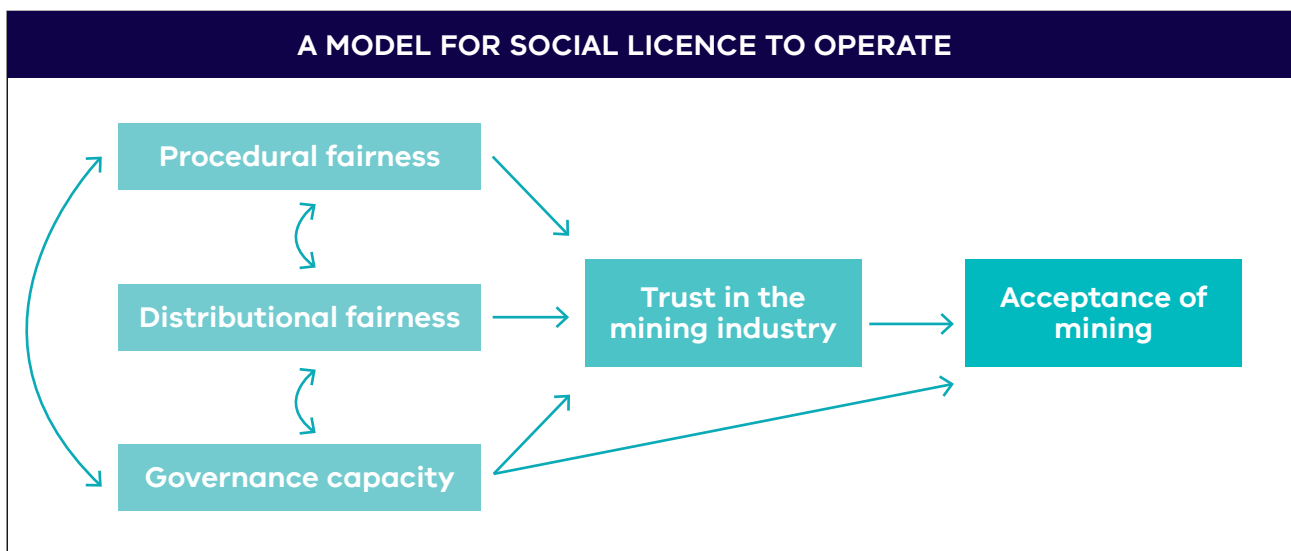 A MODEL FOR SOCIAL LICENCE TO OPERATE
Procedural fairness
Distributional fairness
Governance capacity
Trust in the
mining industry
Acceptance of
mining